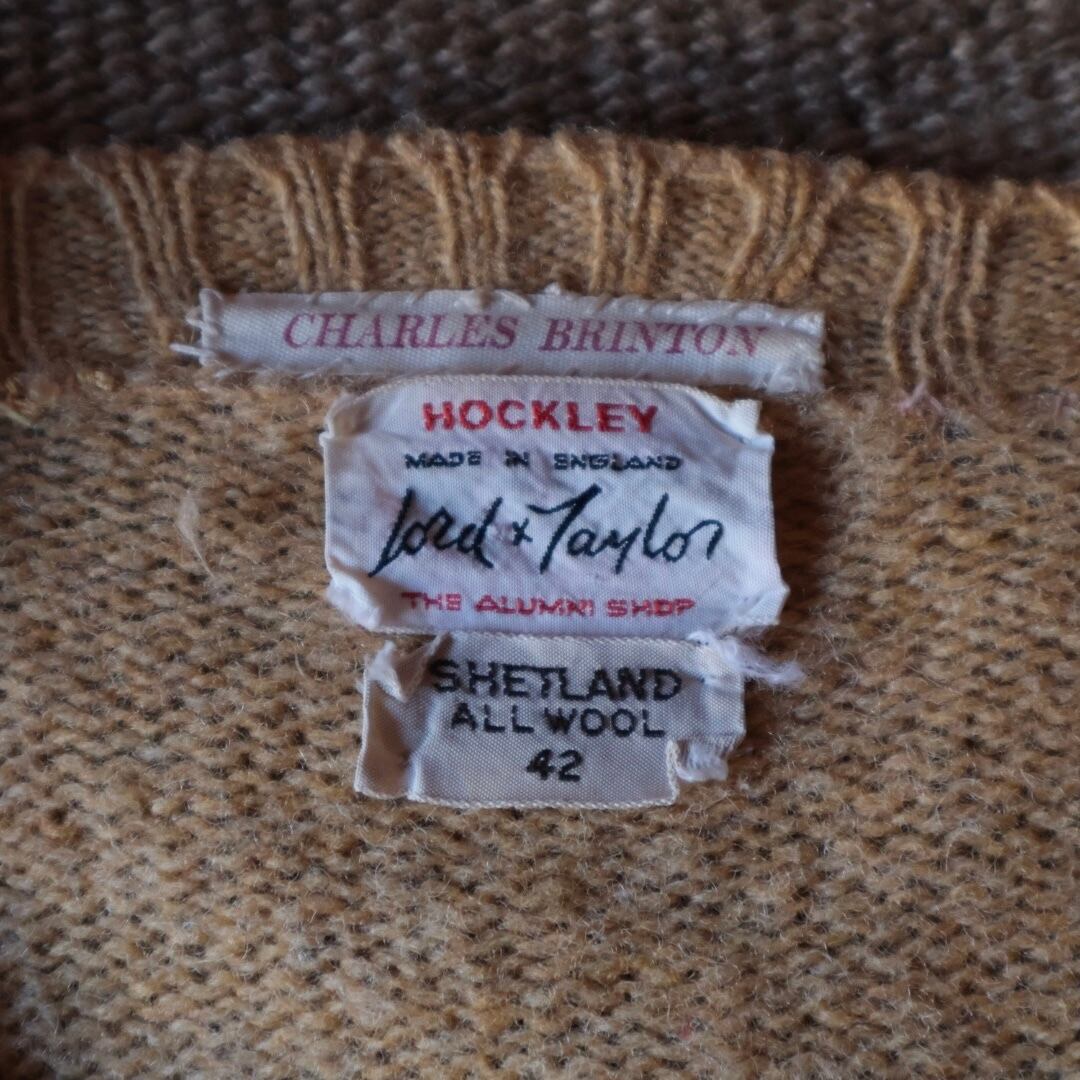 CHARLES BRINTON
HOCKLEY
MADE IN ENGLAND
Lord & Taylor
THE ALUMNI SHOP
SHETLAND
ALL WOOL
42